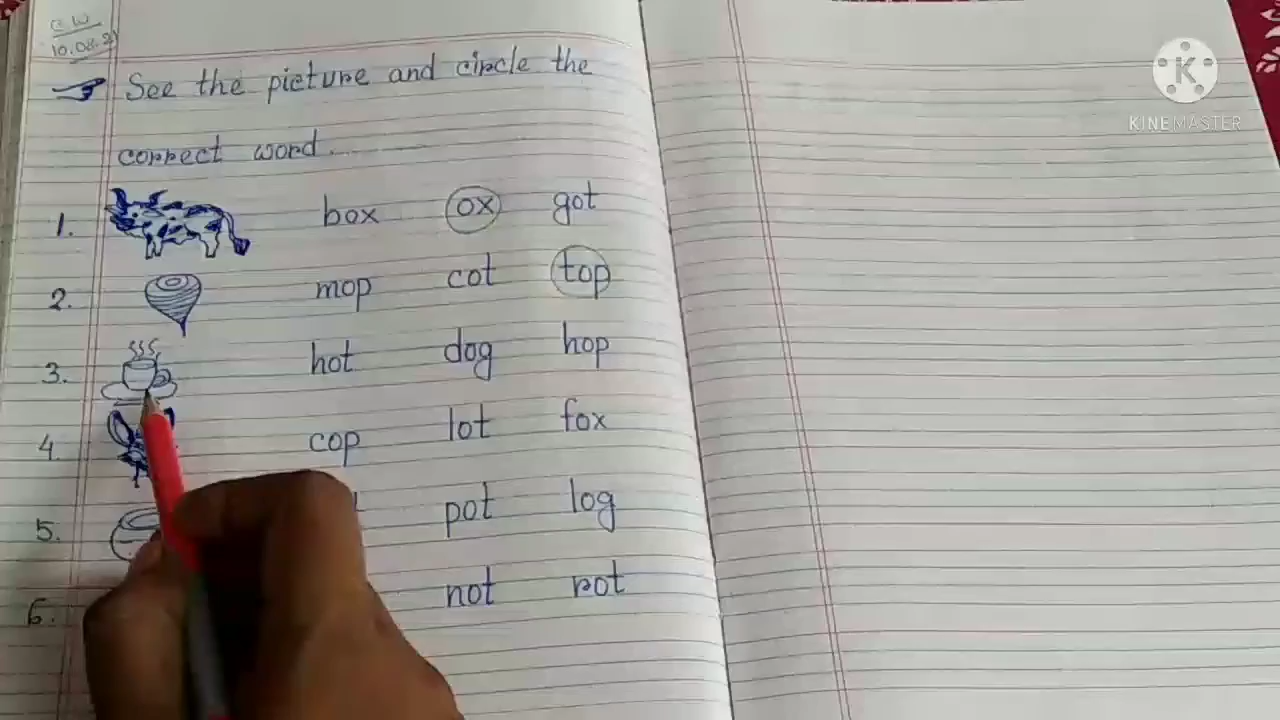 C.W
10.08.21
See the picture and circle the
correct word.
1. box ox got
2. mop cot top
3. hot dog hop
4. cop lot fox
5. pot log
6. not rot
KINEMASTER